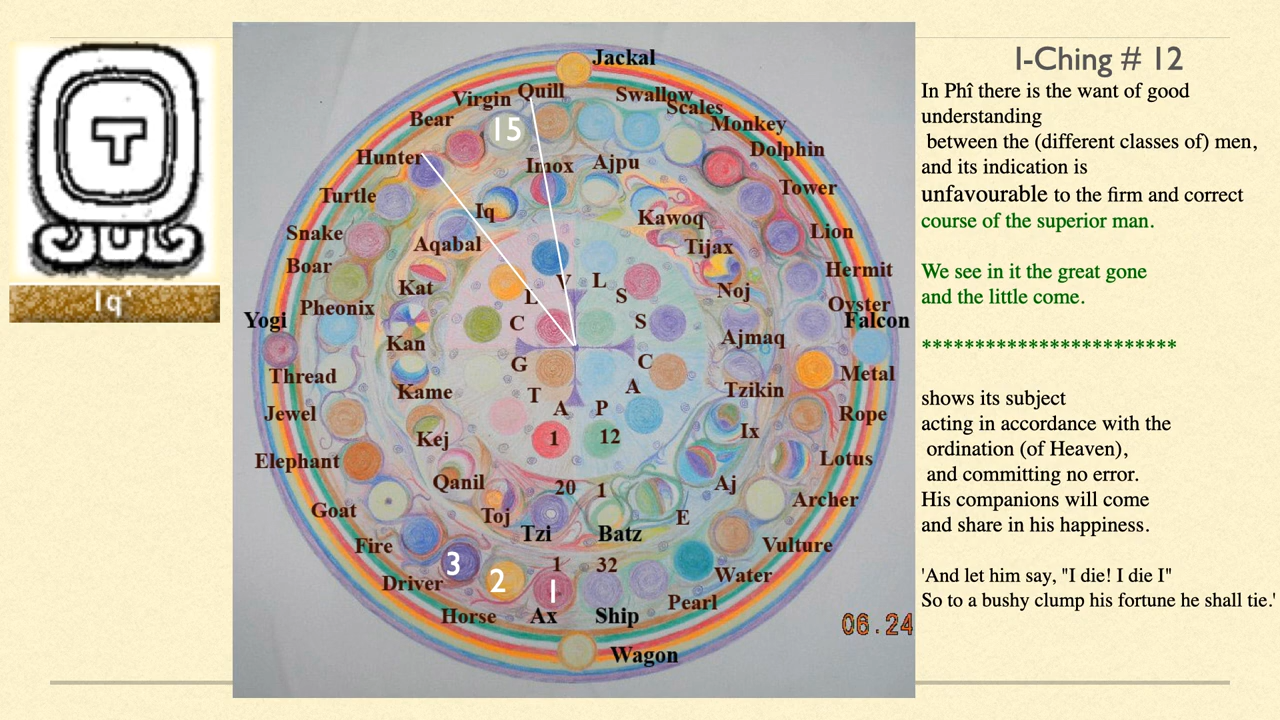 Iq'
Jackal
Virgin
Quill
Swallow
Scales
Bear
15
Monkey
Hunter
Imox
Ajpu
Dolphin
Turtle
Iq
Kawoq
Tower
Snake
Aqabal
Tijax
Lion
Boar
Kat
V
L
Noj
Hermit
L
S
Pheonix
Oyster
Yogi
C
S
Falcon
Kan
Ajmaq
Thread
G
C
Metal
Kame
T
A
Tzikin
Jewel
A
P
Rope
Kej
1
12
Ix
Elephant
Lotus
Qanil
20
1
Aj
Goat
Toj
E
Archer
Tzi
Batz
Fire
3
1
32
Vulture
Driver
2
1
Water
Horse
Ax
Ship
Pearl
06.24
Wagon
I-Ching # 12
In Phî there is the want of good
understanding
between the (different classes of) men,
and its indication is
unfavourable to the firm and correct
course of the superior man.
We see in it the great gone
and the little come.
************************
shows its subject
acting in accordance with the
ordination (of Heaven),
and committing no error.
His companions will come
and share in his happiness.
'And let him say, "I die! I die I"
So to a bushy clump his fortune he shall tie.'